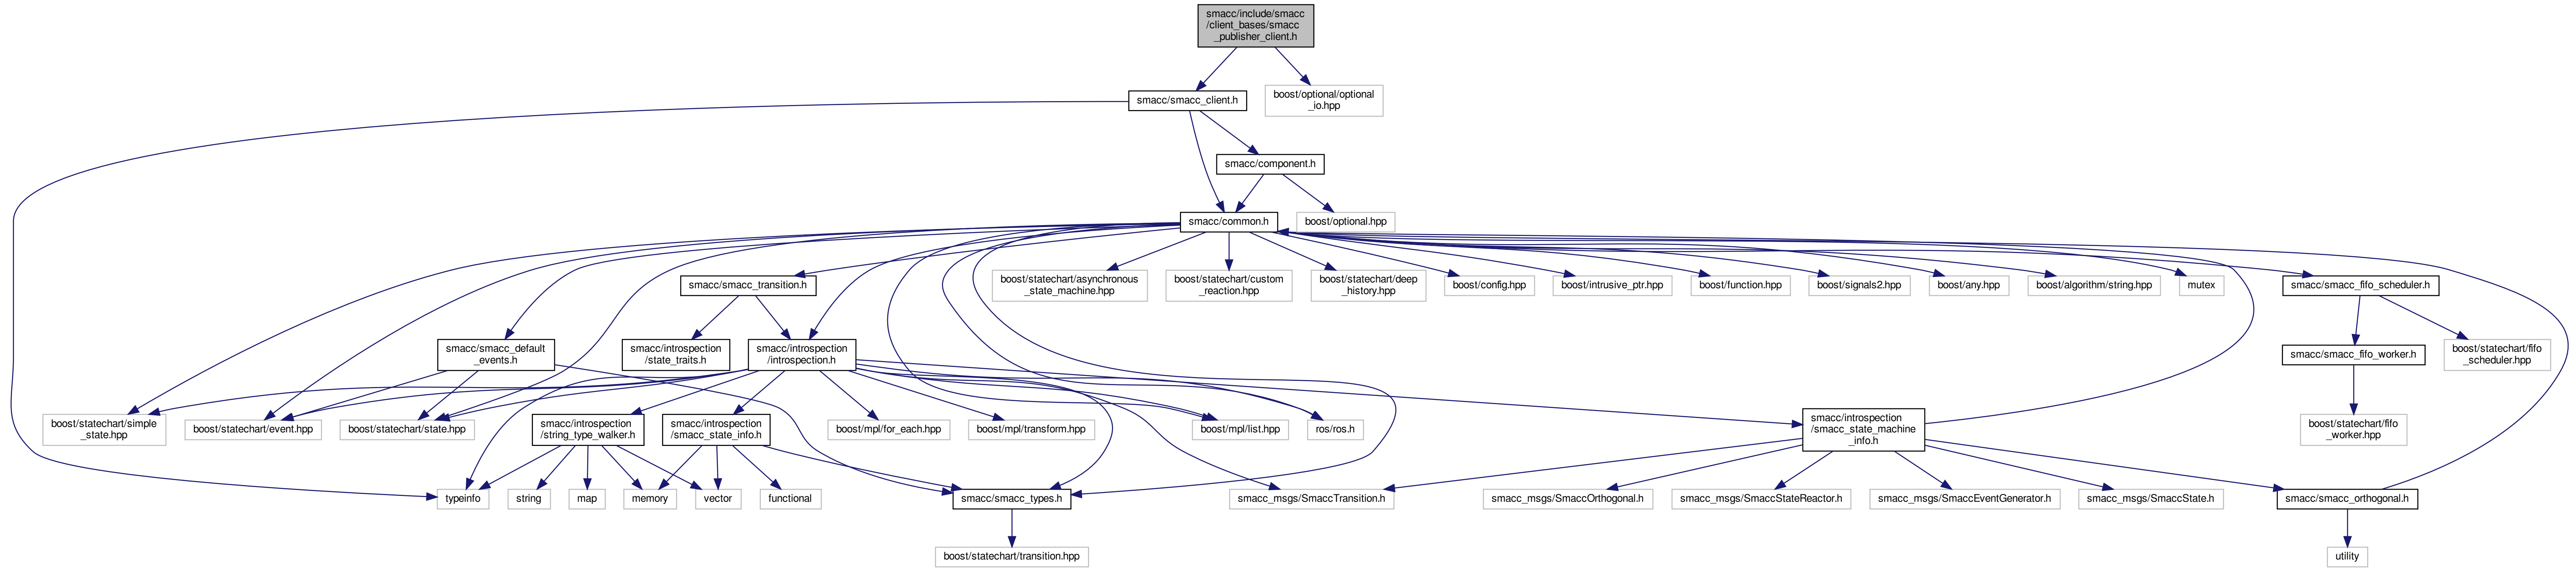 smacc/include/smacc
/client_bases/smacc
_publisher_client.h
smacc/smacc_client.h
boost/optional/optional
_io.hpp
smacc/component.h
smacc/common.h
boost/optional.hpp
smacc/smacc_transition.h
boost/statechart/asynchronous
_state_machine.hpp
boost/statechart/custom
_reaction.hpp
boost/statechart/deep
_history.hpp
boost/config.hpp
boost/intrusive_ptr.hpp
boost/function.hpp
boost/signals2.hpp
boost/any.hpp
boost/algorithm/string.hpp
mutex
smacc/smacc_fifo_scheduler.h
smacc/smacc_default
_events.h
smacc/introspection
/state_traits.h
smacc/introspection
/introspection.h
smacc/smacc_fifo_worker.h
boost/statechart/fifo
_scheduler.hpp
boost/statechart/simple
_state.hpp
boost/statechart/event.hpp
boost/statechart/state.hpp
smacc/introspection
/string_type_walker.h
smacc/introspection
/smacc_state_info.h
boost/mpl/for_each.hpp
boost/mpl/transform.hpp
boost/mpl/list.hpp
ros/ros.h
smacc/introspection
/smacc_state_machine
_info.h
boost/statechart/fifo
_worker.hpp
typeinfo
string
map
memory
vector
functional
smacc/smacc_types.h
smacc_msgs/SmaccTransition.h
smacc_msgs/SmaccOrthogonal.h
smacc_msgs/SmaccStateReactor.h
smacc_msgs/SmaccEventGenerator.h
smacc_msgs/SmaccState.h
smacc/smacc_orthogonal.h
boost/statechart/transition.hpp
utility